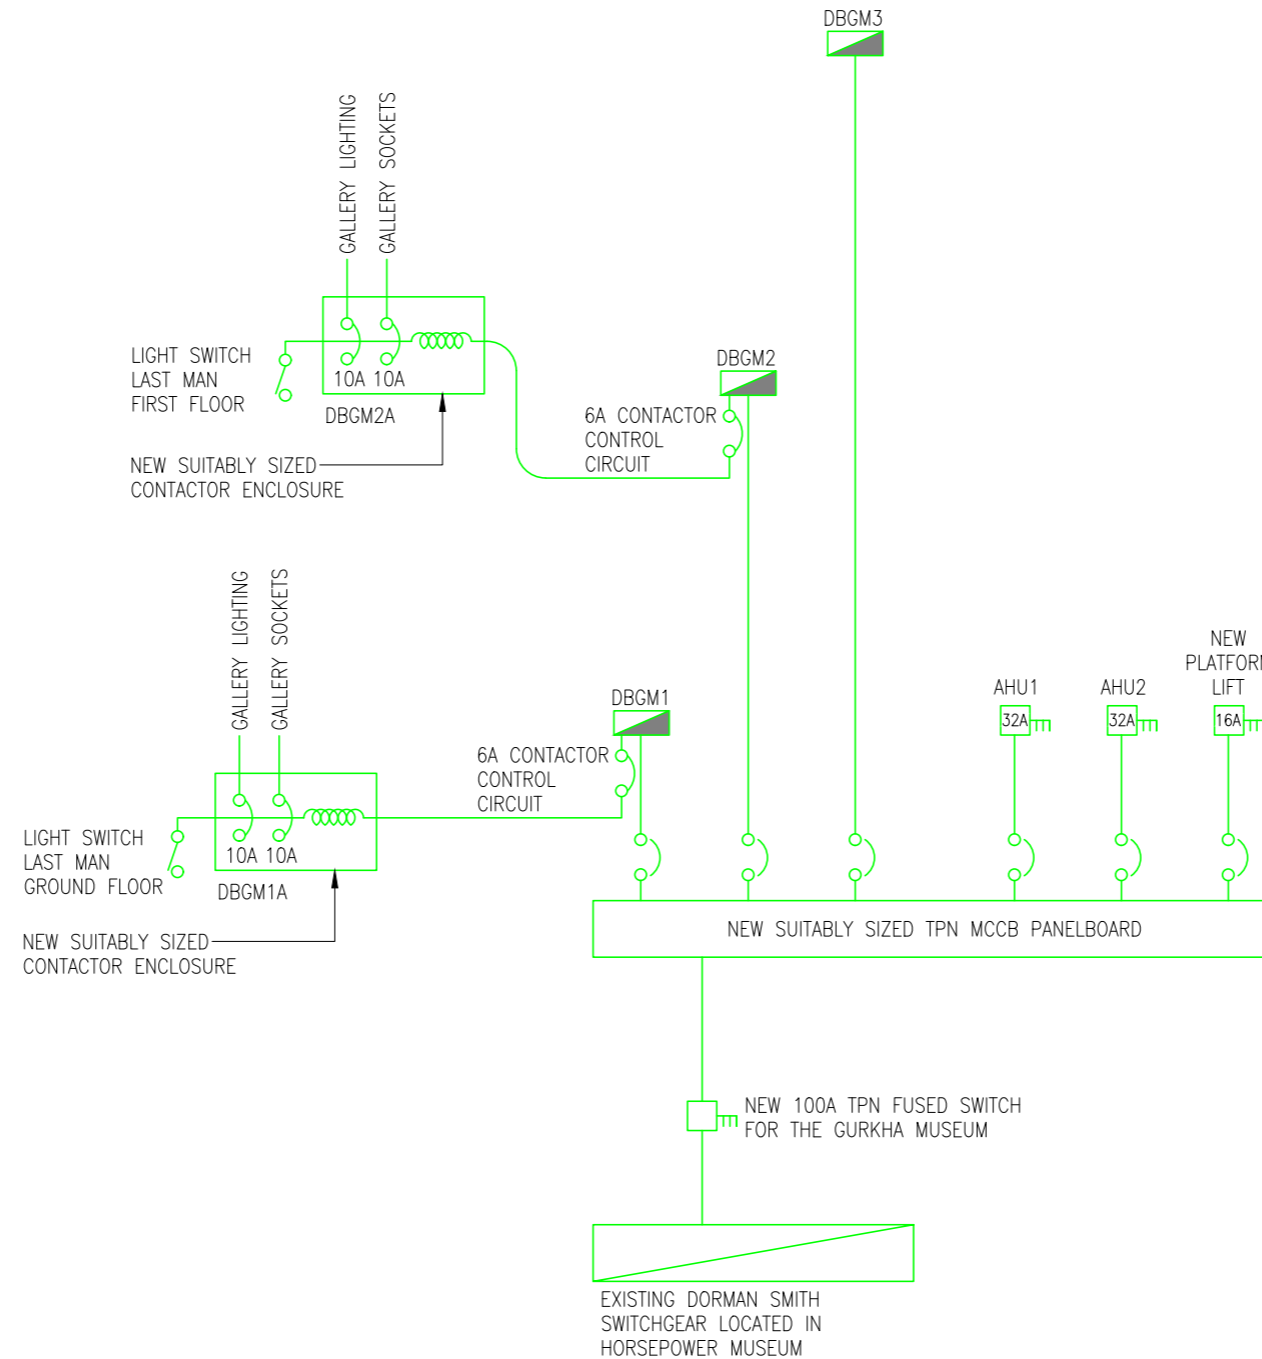 DBGM3
GALLERY LIGHTING
GALLERY SOCKETS
LIGHT SWITCH
LAST MAN
FIRST FLOOR
10A 10A
DBGM2A
NEW SUITABLY SIZED
CONTACTOR ENCLOSURE
DBGM2
6A CONTACTOR
CONTROL
CIRCUIT
GALLERY LIGHTING
GALLERY SOCKETS
LIGHT SWITCH
LAST MAN
GROUND FLOOR
10A 10A
DBGM1A
NEW SUITABLY SIZED
CONTACTOR ENCLOSURE
DBGM1
6A CONTACTOR
CONTROL
CIRCUIT
AHU1
32A
AHU2
32A
NEW
PLATFORM
LIFT
16A
NEW SUITABLY SIZED TPN MCCB PANELBOARD
NEW 100A TPN FUSED SWITCH
FOR THE GURKHA MUSEUM
EXISTING DORMAN SMITH
SWITCHGEAR LOCATED IN
HORSEPOWER MUSEUM